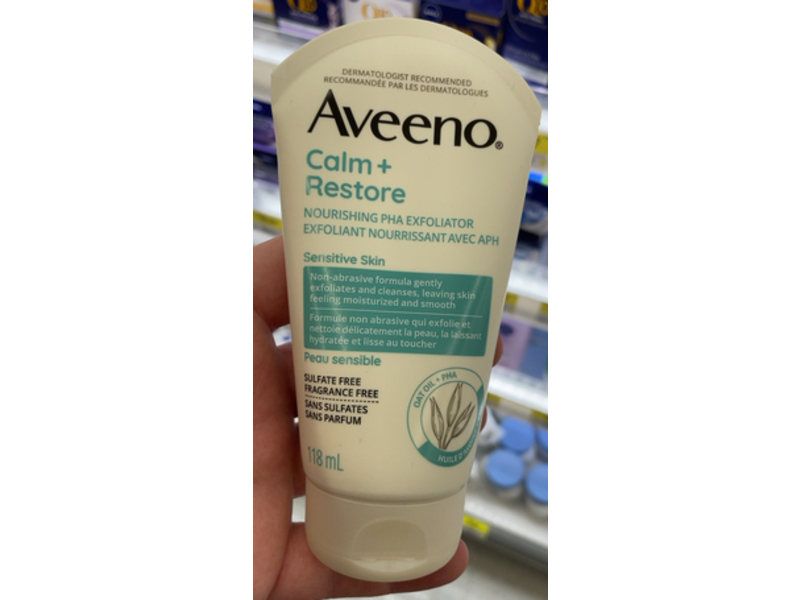 DERMATOLOGIST RECOMMENDED
RECOMMANDÉE PAR LES DERMATOLOGUES
Aveeno®
Calm +
Restore
NOURISHING PHA EXFOLIATOR
EXFOLIANT NOURRISSANT AVEC APH
Sensitive Skin
Non-abrasive formula gently
exfoliates and cleanses, leaving skin
feeling moisturized and smooth
Formule non abrasive qui exfolie et
nettoie délicatement la peau, la laissant
hydratée et lisse au toucher
Peau sensible
SULFATE FREE
FRAGRANCE FREE
SANS SULFATES
SANS PARFUM
OAT OIL + PHA
HUILE
118 mL